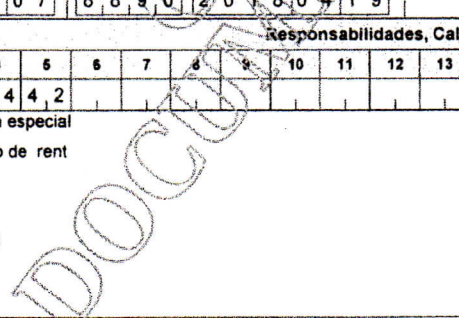 0 7 8 8 9 0 2 0 1 8 0 4 1 9
Responsabilidades, Cal
5 6 7 8 9 10 11 12 13
4 4 2
especial
de rent
DOCUM